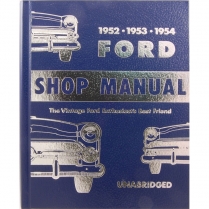 1952 • 1953 • 1954
FORD
SHOP MANUAL
The Vintage Ford Enthusiast's Best Friend
UNABRIDGED